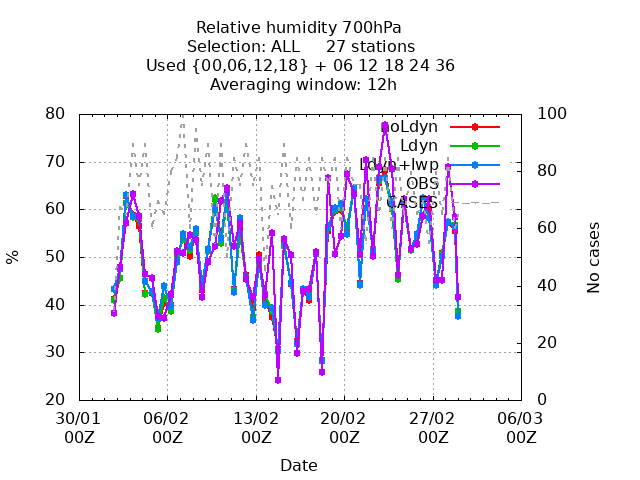 Relative humidity 700hPa
Selection: ALL 27 stations
Used {00,06,12,18} + 06 12 18 24 36
Averaging window: 12h
80
70
60
50
40
30
20
%
100
80
60
40
20
0
No cases
noLdyn
Ldyn
Ldyn+lwp
OBS
CASES
30/01 06/02 13/02 20/02 27/02 06/03
00Z 00Z 00Z 00Z 00Z 00Z
Date